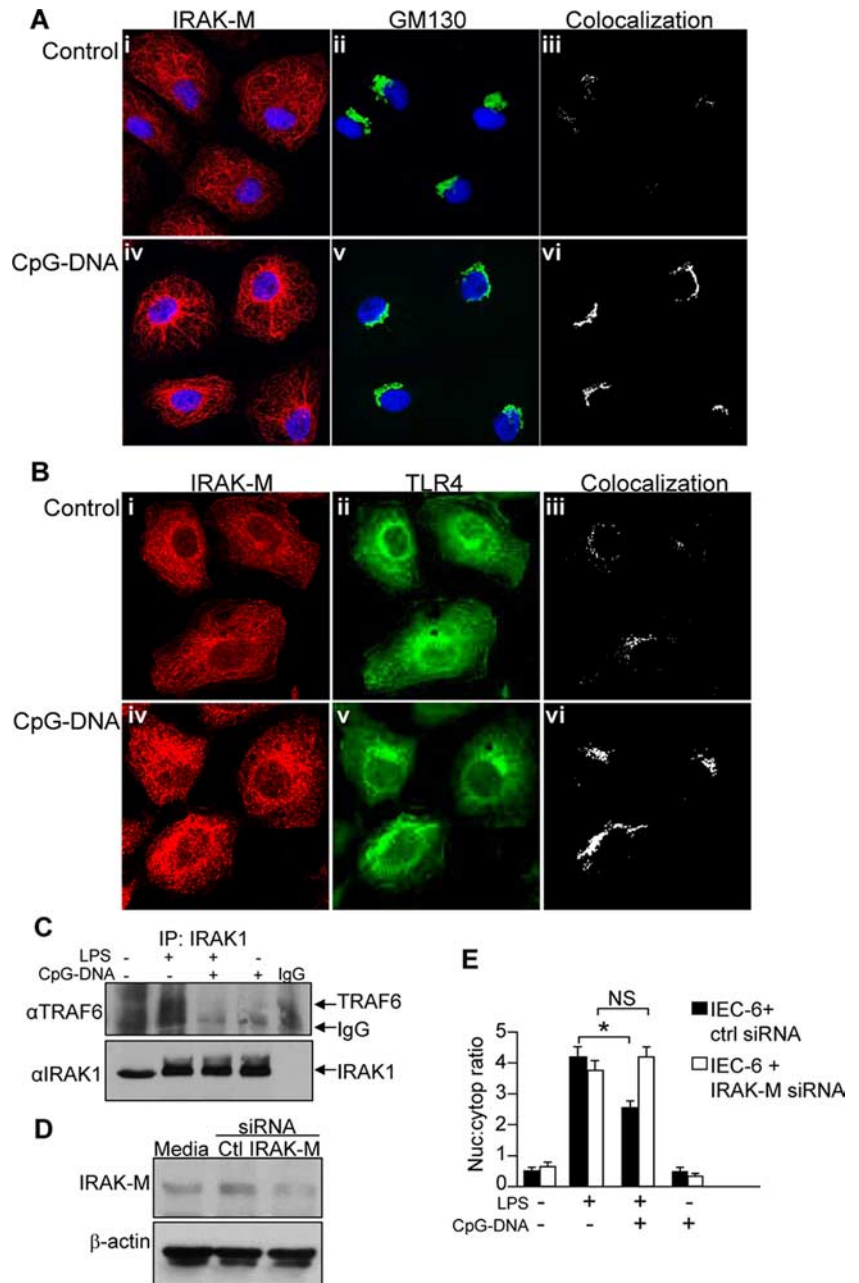 A
IRAK-M GM130 Colocalization
Control i ii iii
CpG-DNA iv v vi
B
IRAK-M TLR4 Colocalization
Control i ii iii
CpG-DNA iv v vi
C
IP: IRAK1
LPS - + + -
CpG-DNA - - + + IgG
αTRAF6 TRAF6
IgG
αIRAK1 IRAK1
D
siRNA
Media Ctl IRAK-M
IRAK-M
β-actin
E
NS
*
IEC-6+
ctrl siRNA
IEC-6 +
IRAK-M siRNA
Nuc:cytop ratio
5
4
3
2
1
0
LPS - + + -
CpG-DNA - - + +